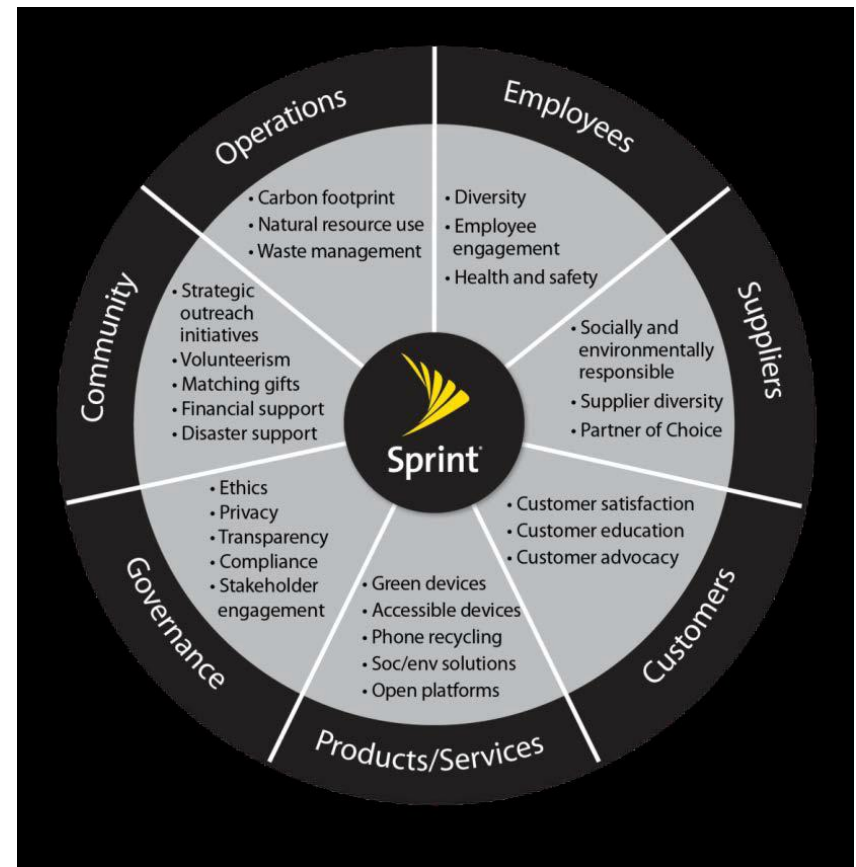 Operations
• Carbon footprint
• Natural resource use
• Waste management
Employees
• Diversity
• Employee
engagement
• Health and safety
Suppliers
• Socially and
environmentally
responsible
• Supplier diversity
• Partner of Choice
Customers
• Customer satisfaction
• Customer education
• Customer advocacy
Products/Services
• Green devices
• Accessible devices
• Phone recycling
• Soc/env solutions
• Open platforms
Governance
• Ethics
• Privacy
• Transparency
• Compliance
• Stakeholder
engagement
Community
• Strategic
outreach
initiatives
• Volunteerism
• Matching gifts
• Financial support
• Disaster support
Sprint